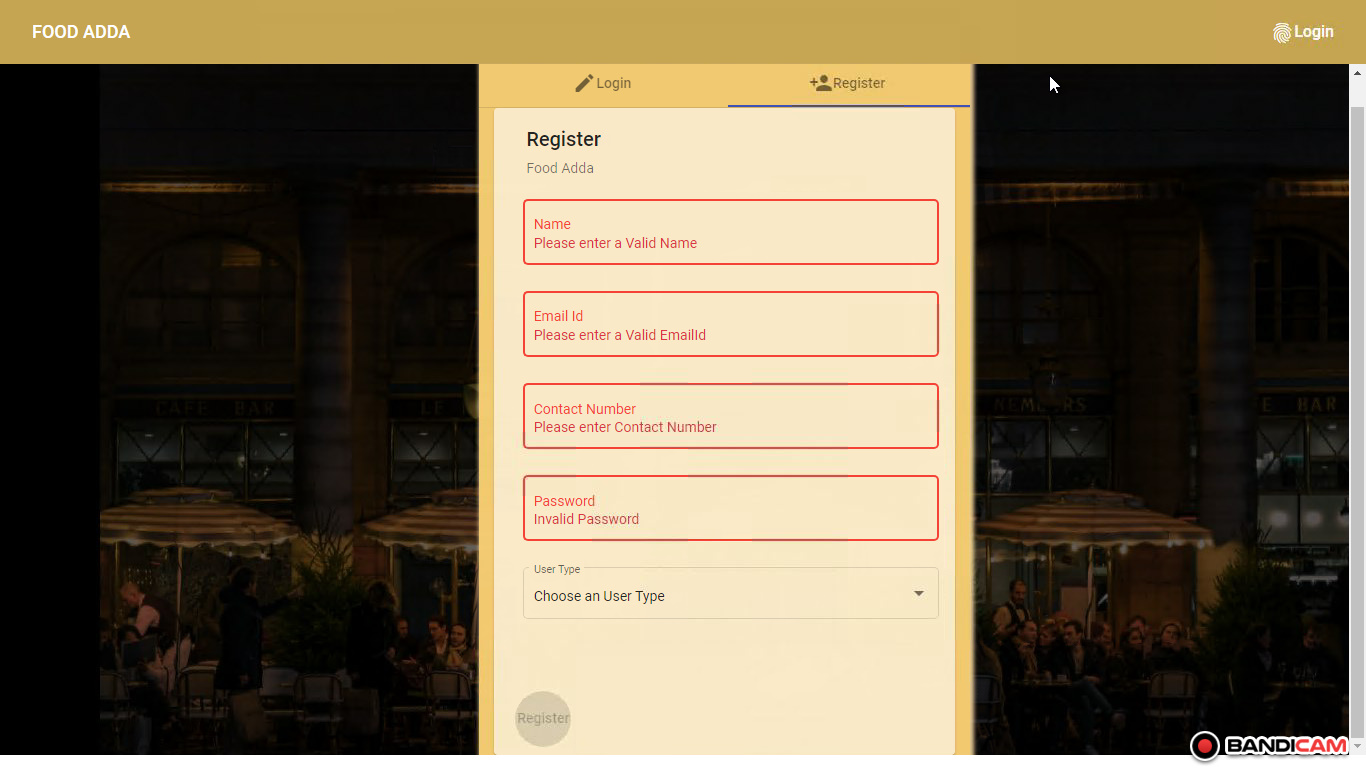 FOOD ADDA
Login
Login
Register
Register
Food Adda
Name
Please enter a Valid Name
Email Id
Please enter a Valid EmailId
Contact Number
Please enter Contact Number
Password
Invalid Password
User Type
Choose an User Type
Register
CAFE BAR
LE
E BAR
BANDICAM